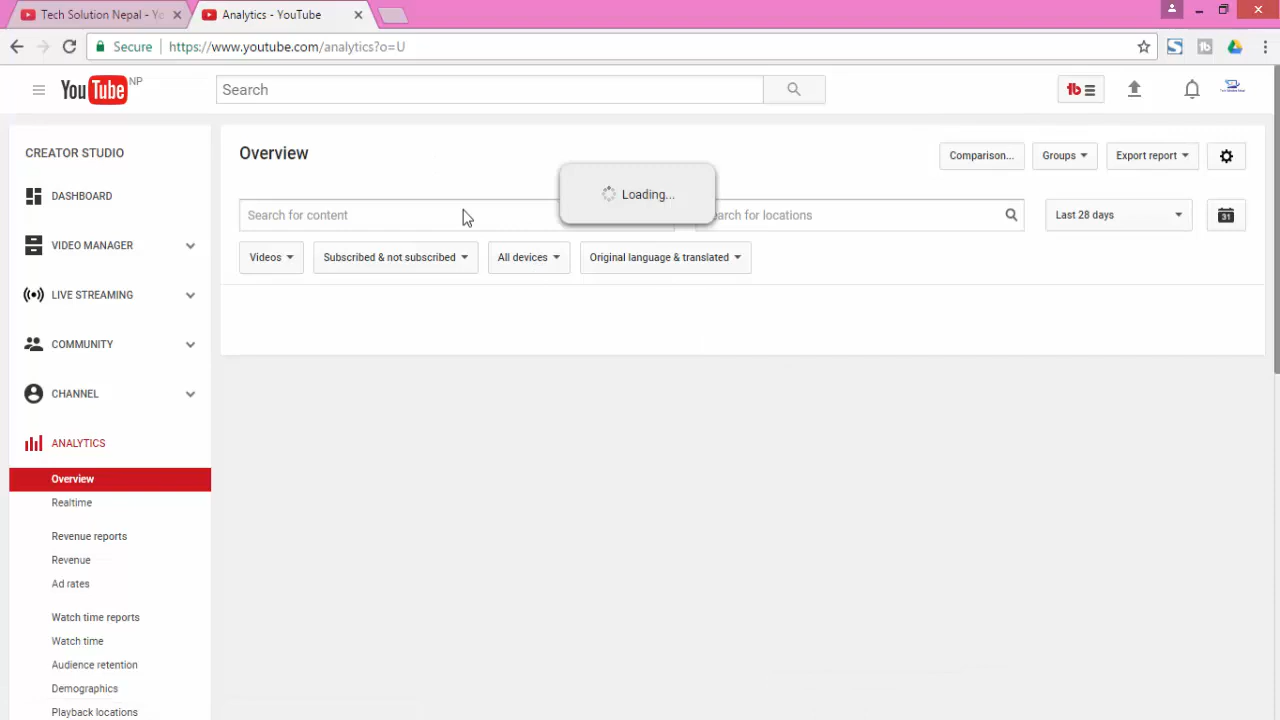 Tech Solution Nepal - Yo
Analytics - YouTube
Secure
https://www.youtube.com/analytics?o=U
YouTube NP
Search
CREATOR STUDIO
DASHBOARD
VIDEO MANAGER
LIVE STREAMING
COMMUNITY
CHANNEL
ANALYTICS
Overview
Realtime
Revenue reports
Revenue
Ad rates
Watch time reports
Watch time
Audience retention
Demographics
Playback locations
Overview
Comparison...
Groups
Export report
Loading...
Search for content
earch for locations
Last 28 days
31
Videos
Subscribed & not subscribed
All devices
Original language & translated